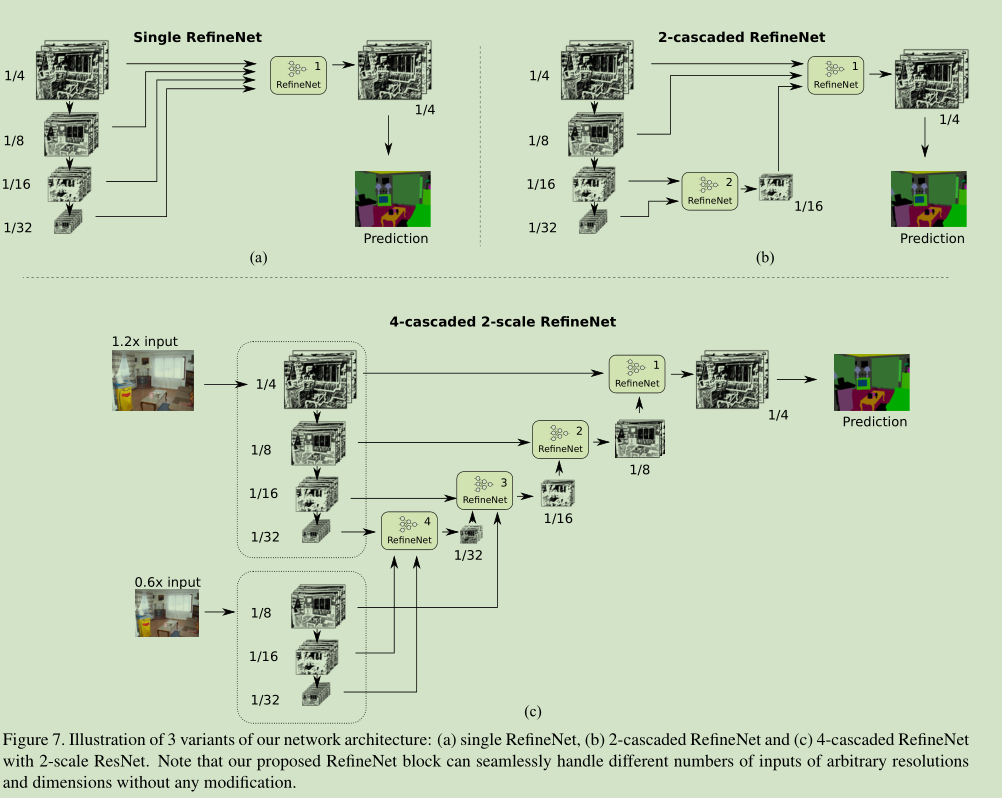 Single RefineNet
1/4
1
RefineNet
1/4
1/8
1/16
1/32
Prediction
(a)
2-cascaded RefineNet
1/4
1
RefineNet
1/4
1/8
1/16
2
RefineNet
1/16
1/32
Prediction
(b)
4-cascaded 2-scale RefineNet
1.2x input
1/4
1
RefineNet
1/4
Prediction
1/8
2
RefineNet
1/8
1/16
3
RefineNet
1/16
1/32
4
RefineNet
1/32
0.6x input
1/8
1/16
1/32
(c)
Figure 7. Illustration of 3 variants of our network architecture: (a) single RefineNet, (b) 2-cascaded RefineNet and (c) 4-cascaded RefineNet
with 2-scale ResNet. Note that our proposed RefineNet block can seamlessly handle different numbers of inputs of arbitrary resolutions
and dimensions without any modification.